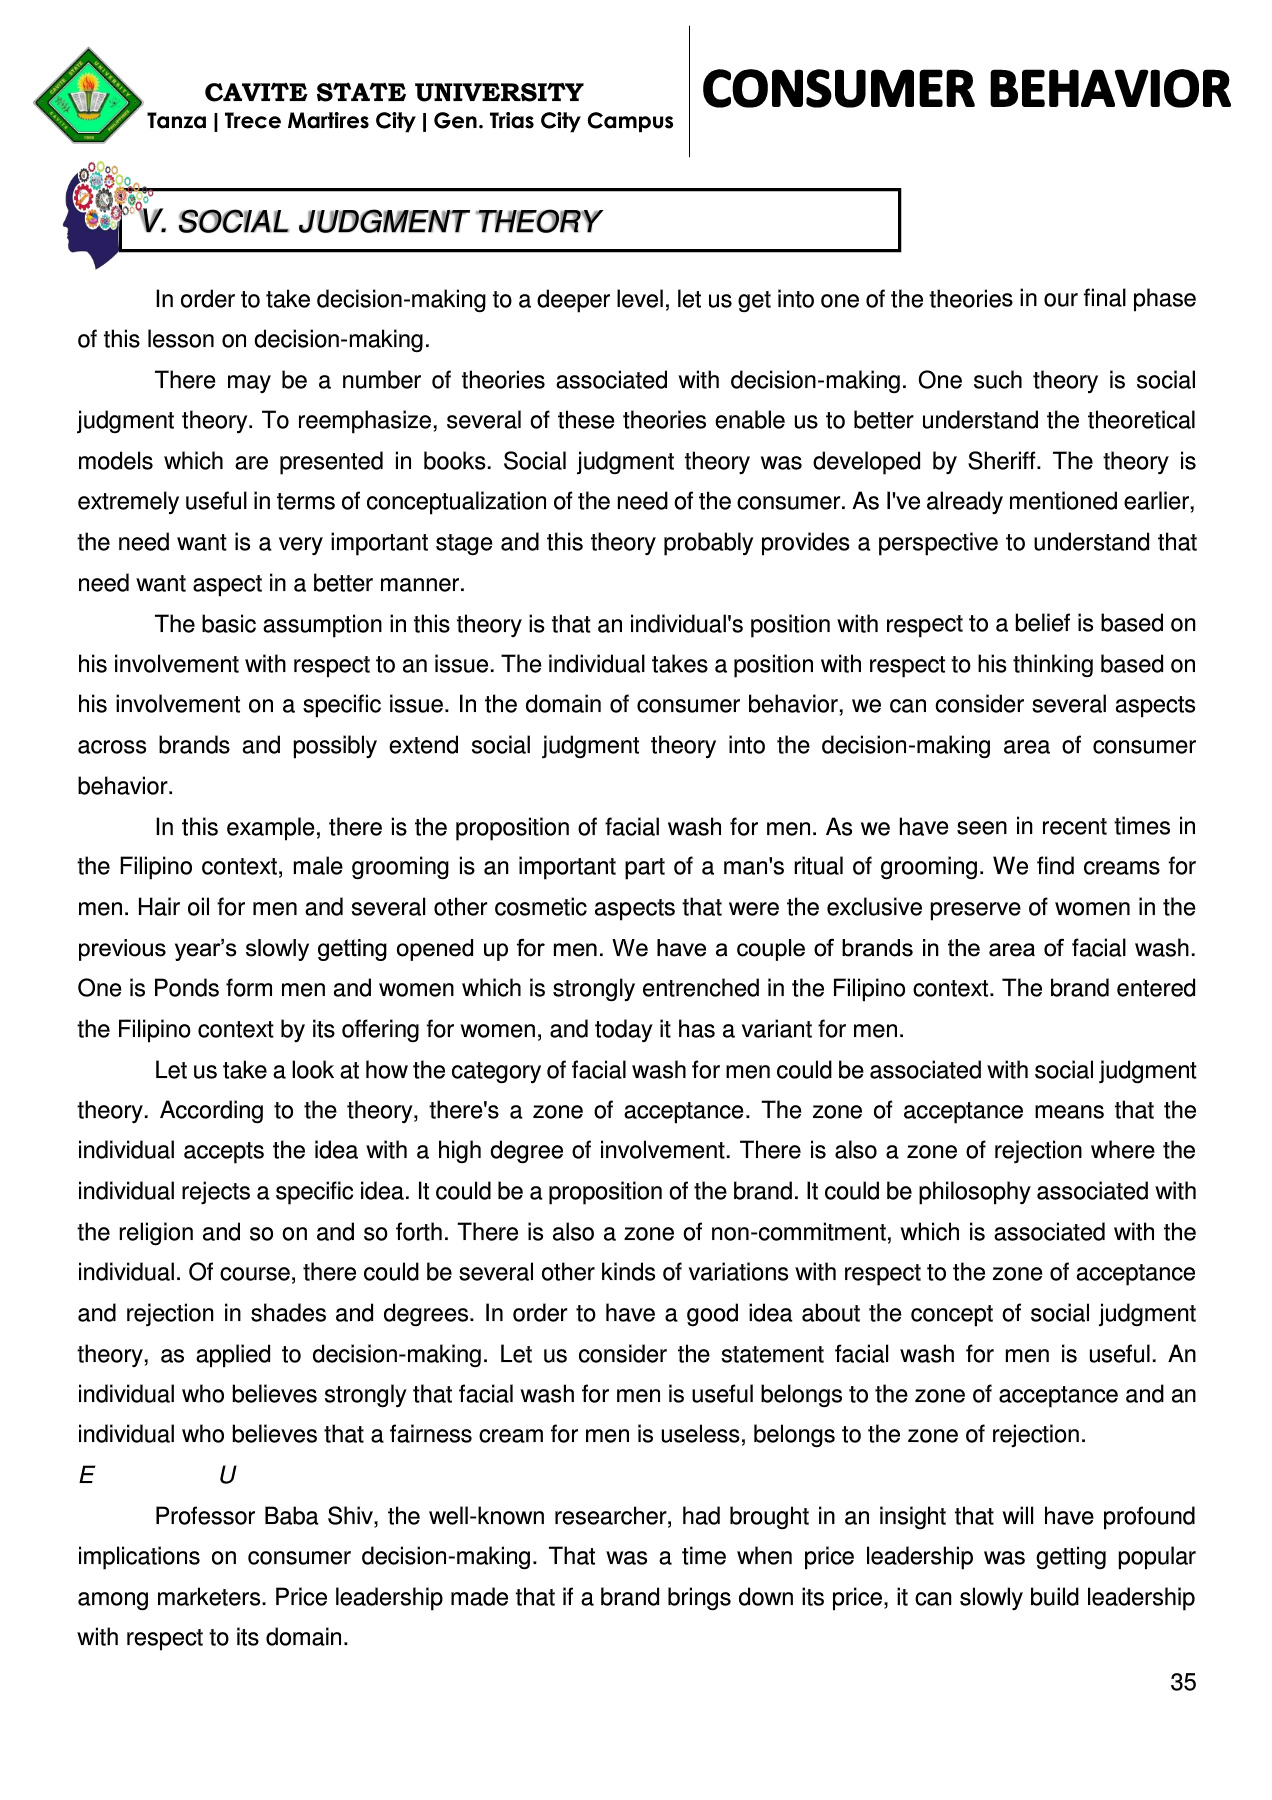 CAVITE STATE UNIVERSITY
Tanza | Trece Martires City | Gen. Trias City Campus
CONSUMER BEHAVIOR
V. SOCIAL JUDGMENT THEORY
In order to take decision-making to a deeper level, let us get into one of the theories in our final phase
of this lesson on decision-making.
There may be a number of theories associated with decision-making. One such theory is social
judgment theory. To reemphasize, several of these theories enable us to better understand the theoretical
models which are presented in books. Social judgment theory was developed by Sheriff. The theory is
extremely useful in terms of conceptualization of the need of the consumer. As I've already mentioned earlier,
the need want is a very important stage and this theory probably provides a perspective to understand that
need want aspect in a better manner.
The basic assumption in this theory is that an individual's position with respect to a belief is based on
his involvement with respect to an issue. The individual takes a position with respect to his thinking based on
his involvement on a specific issue. In the domain of consumer behavior, we can consider several aspects
across brands and possibly extend social judgment theory into the decision-making area of consumer
behavior.
In this example, there is the proposition of facial wash for men. As we have seen in recent times in
the Filipino context, male grooming is an important part of a man's ritual of grooming. We find creams for
men. Hair oil for men and several other cosmetic aspects that were the exclusive preserve of women in the
previous year’s slowly getting opened up for men. We have a couple of brands in the area of facial wash.
One is Ponds form men and women which is strongly entrenched in the Filipino context. The brand entered
the Filipino context by its offering for women, and today it has a variant for men.
Let us take a look at how the category of facial wash for men could be associated with social judgment
theory. According to the theory, there's a zone of acceptance. The zone of acceptance means that the
individual accepts the idea with a high degree of involvement. There is also a zone of rejection where the
individual rejects a specific idea. It could be a proposition of the brand. It could be philosophy associated with
the religion and so on and so forth. There is also a zone of non-commitment, which is associated with the
individual. Of course, there could be several other kinds of variations with respect to the zone of acceptance
and rejection in shades and degrees. In order to have a good idea about the concept of social judgment
theory, as applied to decision-making. Let us consider the statement facial wash for men is useful. An
individual who believes strongly that facial wash for men is useful belongs to the zone of acceptance and an
individual who believes that a fairness cream for men is useless, belongs to the zone of rejection.
E U
Professor Baba Shiv, the well-known researcher, had brought in an insight that will have profound
implications on consumer decision-making. That was a time when price leadership was getting popular
among marketers. Price leadership made that if a brand brings down its price, it can slowly build leadership
with respect to its domain.
35